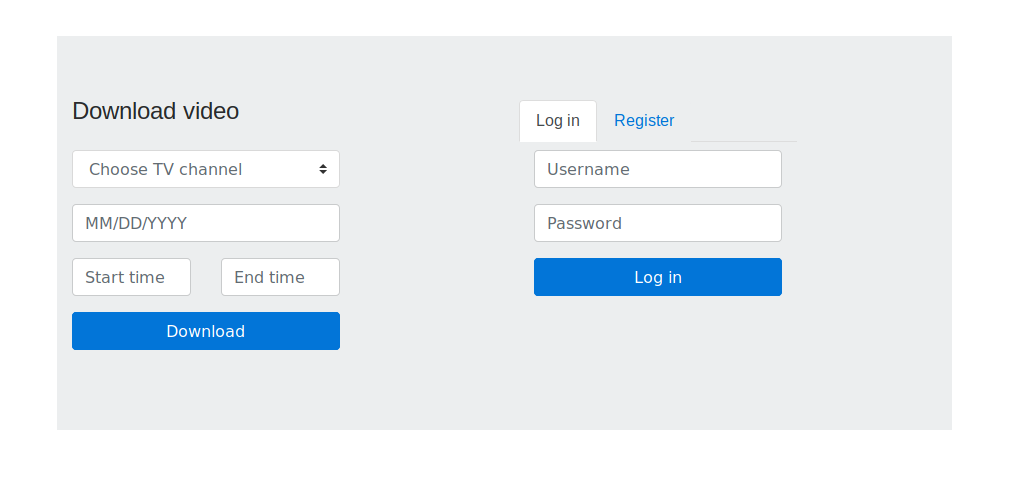 Download video
Choose TV channel
MM/DD/YYYY
Start time
End time
Download
Log in
Register
Username
Password
Log in